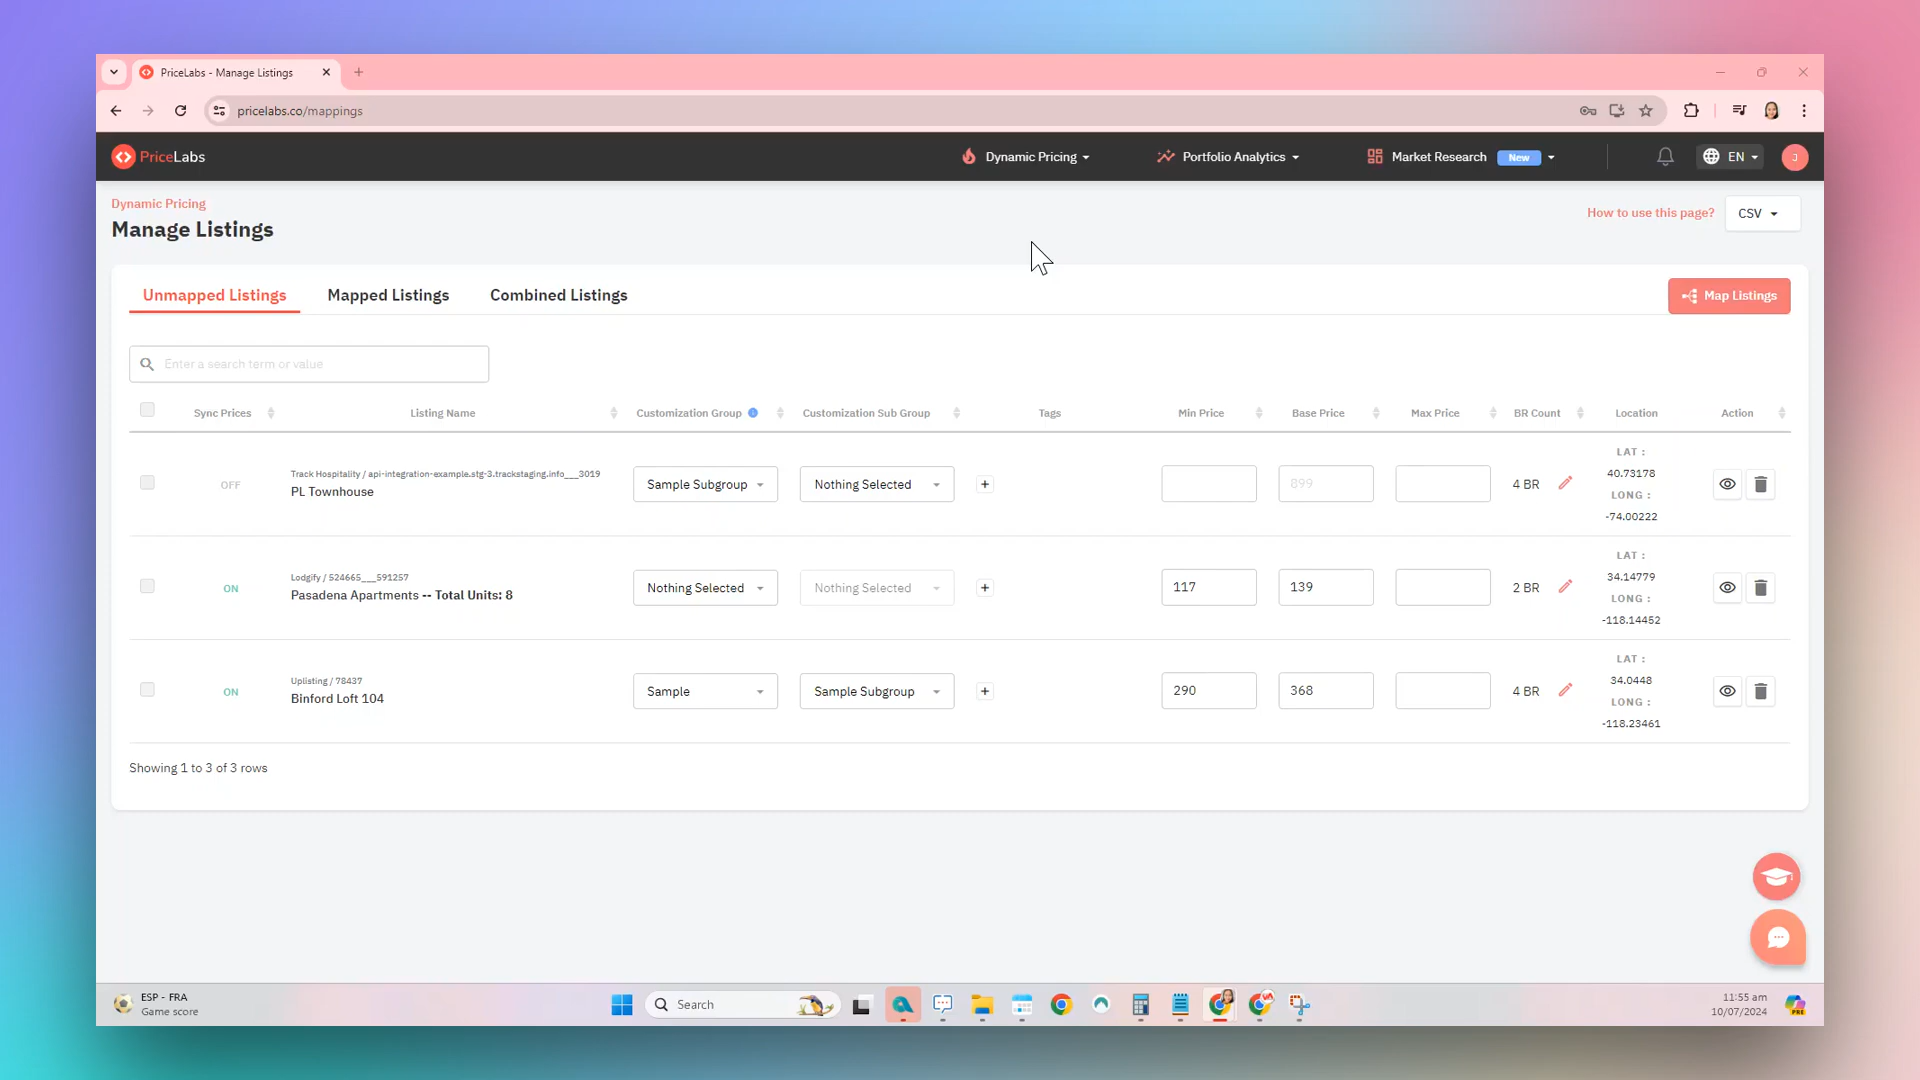 PriceLabs - Manage Listings
pricelabs.co/mappings
PriceLabs
Dynamic Pricing
Portfolio Analytics
Market Research New
EN
J
Dynamic Pricing
Manage Listings
How to use this page?
CSV
Unmapped Listings
Mapped Listings
Combined Listings
Map Listings
Enter a search term or value
Sync Prices
Listing Name
Customization Group
Customization Sub Group
Tags
Min Price
Base Price
Max Price
BR Count
Location
Action
OFF
Track Hospitality / api-integration-example.stg-3.trackstaging.info___3019
PL Townhouse
Sample Subgroup
Nothing Selected
+
899
4 BR
LAT :
40.73178
LONG :
-74.00222
ON
Lodgify / 524665___591257
Pasadena Apartments -- Total Units: 8
Nothing Selected
Nothing Selected
+
117
139
2 BR
LAT :
34.14779
LONG :
-118.14452
ON
Uplisting / 78437
Binford Loft 104
Sample
Sample Subgroup
+
290
368
4 BR
LAT :
34.0448
LONG :
-118.23461
Showing 1 to 3 of 3 rows
ESP - FRA
Game score
Search
11:55 am
10/07/2024
PRE